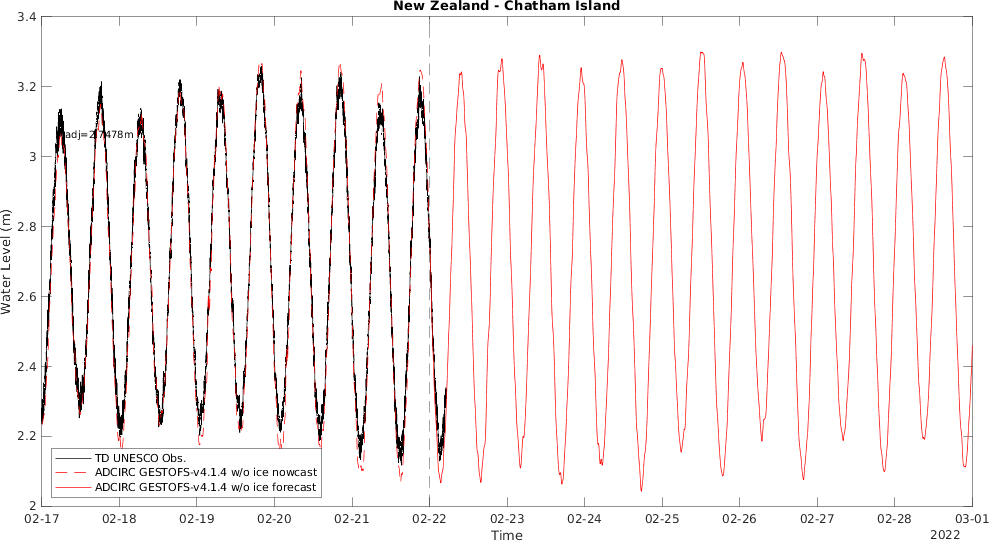 New Zealand - Chatham Island
3.4
3.2
3
2.8
2.6
2.4
2.2
2
Water Level (m)
adj=2.7478m
TD UNESCO Obs.
ADCIRC GESTOFS-v4.1.4 w/o ice nowcast
ADCIRC GESTOFS-v4.1.4 w/o ice forecast
02-17 02-18 02-19 02-20 02-21 02-22 02-23 02-24 02-25 02-26 02-27 02-28 03-01
Time
2022